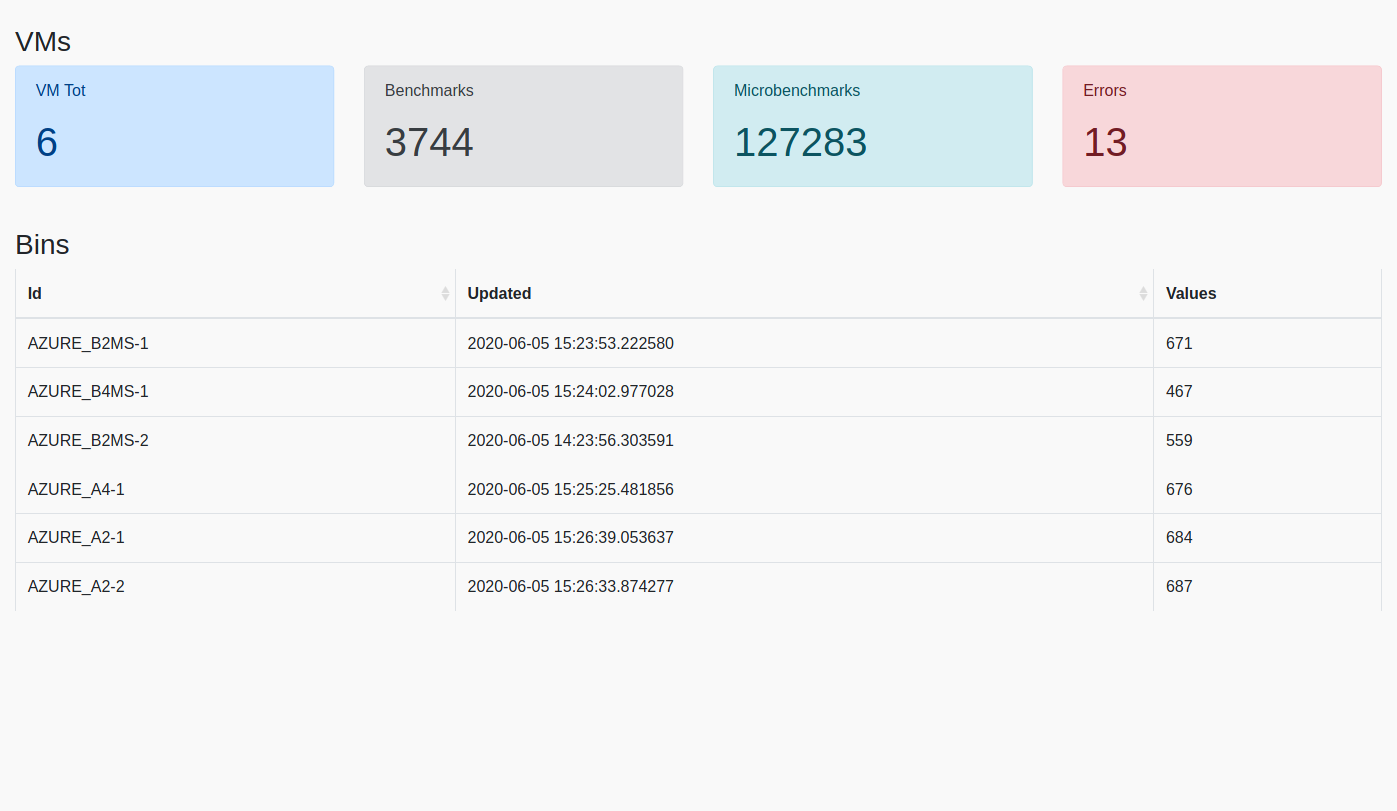 VMs
VM Tot Benchmarks Microbenchmarks Errors
6 3744 127283 13
Bins
Id Updated Values
AZURE_B2MS-1 2020-06-05 15:23:53.222580 671
AZURE_B4MS-1 2020-06-05 15:24:02.977028 467
AZURE_B2MS-2 2020-06-05 14:23:56.303591 559
AZURE_A4-1 2020-06-05 15:25:25.481856 676
AZURE_A2-1 2020-06-05 15:26:39.053637 684
AZURE_A2-2 2020-06-05 15:26:33.874277 687